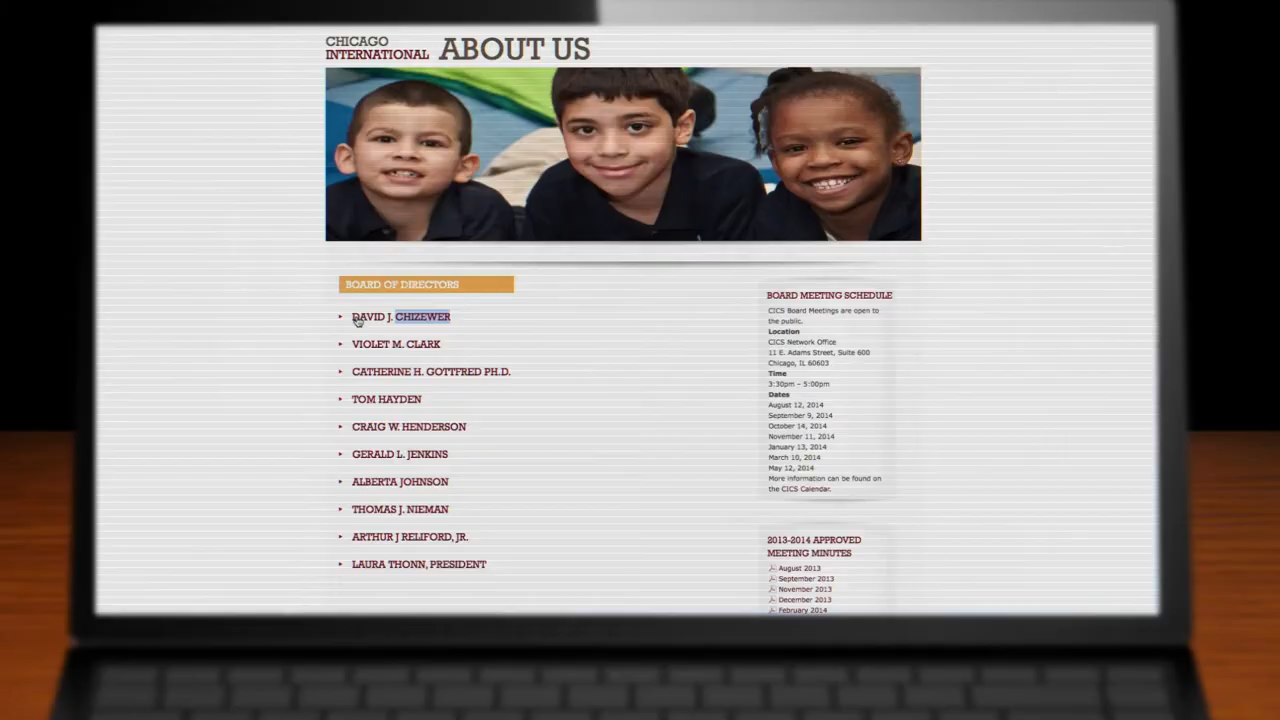 CHICAGO
INTERNATIONAL
ABOUT US
BOARD OF DIRECTORS
DAVID J. CHIZEWER
VIOLET M. CLARK
CATHERINE H. GOTTFRED PH.D.
TOM HAYDEN
CRAIG W. HENDERSON
GERALD L. JENKINS
ALBERTA JOHNSON
THOMAS J. NIEMAN
ARTHUR J RELIFORD, JR.
LAURA THONN, PRESIDENT
BOARD MEETING SCHEDULE
CICS Board Meetings are open to
the public.
Location
CICS Network Office
11 E. Adams Street, Suite 600
Chicago, IL 60603
Time
3:30pm – 5:00pm
Dates
August 12, 2014
September 9, 2014
October 14, 2014
November 11, 2014
January 13, 2014
March 10, 2014
May 12, 2014
More information can be found on
the CICS Calendar.
2013-2014 APPROVED
MEETING MINUTES
August 2013
September 2013
November 2013
December 2013
February 2014